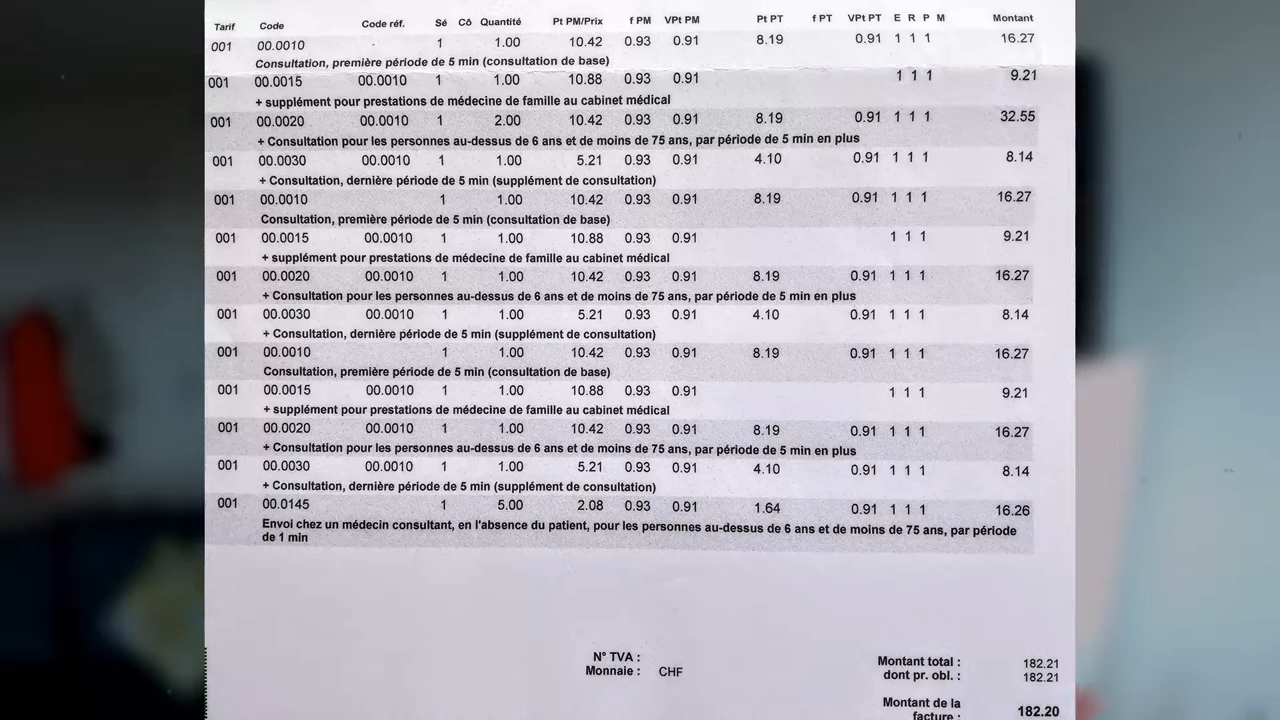 Tarif Code Code réf. Sé Cô Quantité Pt PM/Prix f PM VPt PM Pt PT f PT VPt PT E R P M Montant
001 00.0010 1 1.00 10.42 0.93 0.91 8.19 0.91 1 1 1 16.27
Consultation, première période de 5 min (consultation de base)
001 00.0015 00.0010 1 1.00 10.88 0.93 0.91 1 1 1 9.21
+ supplément pour prestations de médecine de famille au cabinet médical
001 00.0020 00.0010 1 2.00 10.42 0.93 0.91 8.19 0.91 1 1 1 32.55
+ Consultation pour les personnes au-dessus de 6 ans et de moins de 75 ans, par période de 5 min en plus
001 00.0030 00.0010 1 1.00 5.21 0.93 0.91 4.10 0.91 1 1 1 8.14
+ Consultation, dernière période de 5 min (supplément de consultation)
001 00.0010 1 1.00 10.42 0.93 0.91 8.19 0.91 1 1 1 16.27
Consultation, première période de 5 min (consultation de base)
001 00.0015 00.0010 1 1.00 10.88 0.93 0.91 1 1 1 9.21
+ supplément pour prestations de médecine de famille au cabinet médical
001 00.0020 00.0010 1 1.00 10.42 0.93 0.91 8.19 0.91 1 1 1 16.27
+ Consultation pour les personnes au-dessus de 6 ans et de moins de 75 ans, par période de 5 min en plus
001 00.0030 00.0010 1 1.00 5.21 0.93 0.91 4.10 0.91 1 1 1 8.14
+ Consultation, dernière période de 5 min (supplément de consultation)
001 00.0010 1 1.00 10.42 0.93 0.91 8.19 0.91 1 1 1 16.27
Consultation, première période de 5 min (consultation de base)
001 00.0015 00.0010 1 1.00 10.88 0.93 0.91 1 1 1 9.21
+ supplément pour prestations de médecine de famille au cabinet médical
001 00.0020 00.0010 1 1.00 10.42 0.93 0.91 8.19 0.91 1 1 1 16.27
+ Consultation pour les personnes au-dessus de 6 ans et de moins de 75 ans, par période de 5 min en plus
001 00.0030 00.0010 1 1.00 5.21 0.93 0.91 4.10 0.91 1 1 1 8.14
+ Consultation, dernière période de 5 min (supplément de consultation)
001 00.0145 1 5.00 2.08 0.93 0.91 1.64 0.91 1 1 1 16.26
Envoi chez un médecin consultant, en l'absence du patient, pour les personnes au-dessus de 6 ans et de moins de 75 ans, par période
de 1 min
N° TVA :
Monnaie : CHF
Montant total : 182.21
dont pr. obl. : 182.21
Montant de la
facture : 182.20